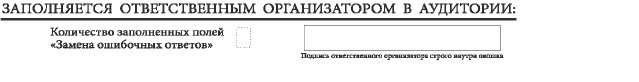 ЗАПОЛНЯЕТСЯ ОТВЕТСТВЕННЫМ ОРГАНИЗАТОРОМ В АУДИТОРИИ:
Количество заполненных полей
«Замена ошибочных ответов»
Подпись ответственного организатора строго внутри окошка